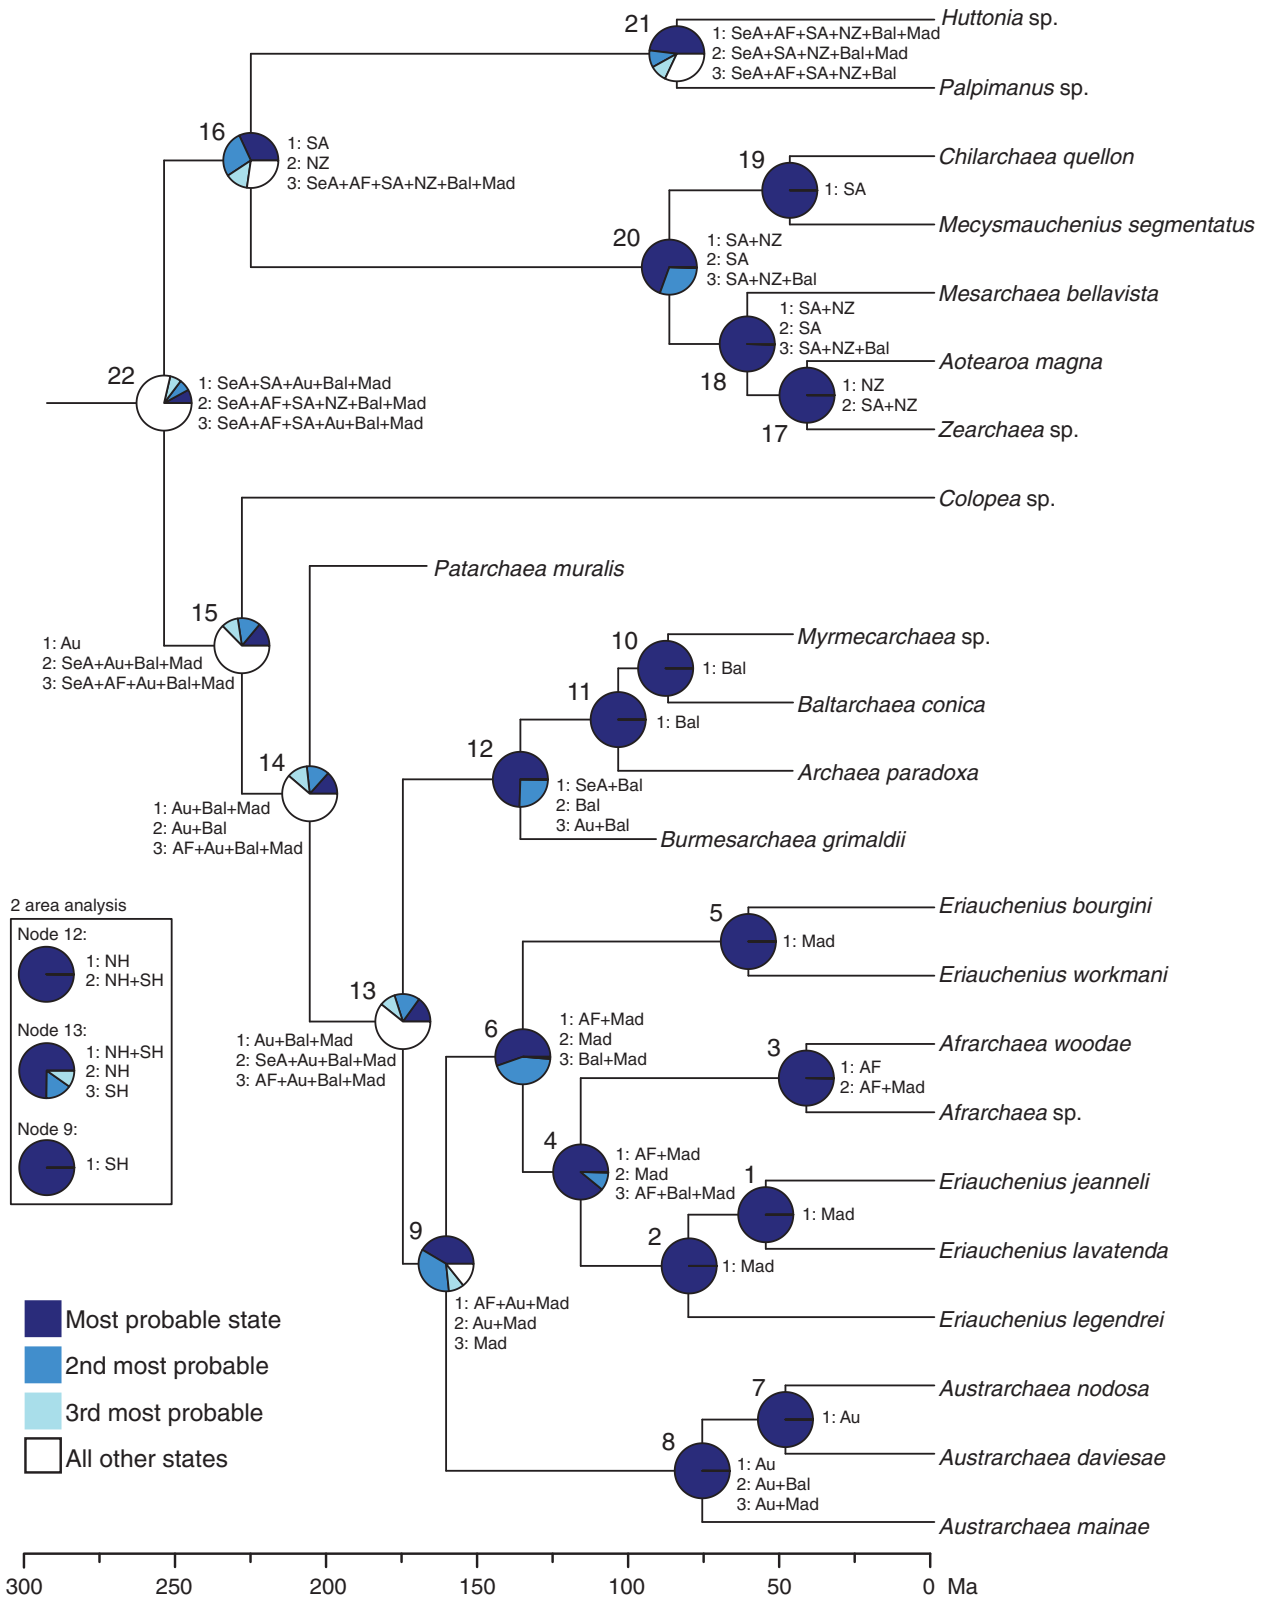 Huttonia sp.
21
1: SeA+AF+SA+NZ+Bal+Mad
2: SeA+SA+NZ+Bal+Mad
3: SeA+AF+SA+NZ+Bal
Palpimanus sp.
16
1: SA
2: NZ
3: SeA+AF+SA+NZ+Bal+Mad
Chilarchaea quellon
19
1: SA
Mecysmauchenius segmentatus
20
1: SA+NZ
2: SA
3: SA+NZ+Bal
Mesarchaea bellavista
1: SA+NZ
2: SA
3: SA+NZ+Bal
18
Aotearoa magna
1: NZ
2: SA+NZ
17
Zearchaea sp.
22
1: SeA+SA+Au+Bal+Mad
2: SeA+AF+SA+NZ+Bal+Mad
3: SeA+AF+SA+Au+Bal+Mad
Colopea sp.
Patarchaea muralis
15
1: Au
2: SeA+Au+Bal+Mad
3: SeA+AF+Au+Bal+Mad
Myrmecarchaea sp.
10
1: Bal
Baltarchaea conica
11
1: Bal
Archaea paradoxa
12
1: SeA+Bal
2: Bal
3: Au+Bal
Burmesarchaea grimaldii
14
1: Au+Bal+Mad
2: Au+Bal
3: AF+Au+Bal+Mad
2 area analysis
Node 12:
1: NH
2: NH+SH
Node 13:
1: NH+SH
2: NH
3: SH
Node 9:
1: SH
13
1: Au+Bal+Mad
2: SeA+Au+Bal+Mad
3: AF+Au+Bal+Mad
Eriauchenius bourgini
5
1: Mad
Eriauchenius workmani
6
1: AF+Mad
2: Mad
3: Bal+Mad
Afrarchaea woodae
3
1: AF
2: AF+Mad
Afrarchaea sp.
4
1: AF+Mad
2: Mad
3: AF+Bal+Mad
Eriauchenius jeanneli
1
1: Mad
Eriauchenius lavatenda
2
1: Mad
Eriauchenius legendrei
9
1: AF+Au+Mad
2: Au+Mad
3: Mad
Austrarchaea nodosa
7
1: Au
Austrarchaea daviesae
8
1: Au
2: Au+Bal
3: Au+Mad
Austrarchaea mainae
Most probable state
2nd most probable
3rd most probable
All other states
300 250 200 150 100 50 0 Ma